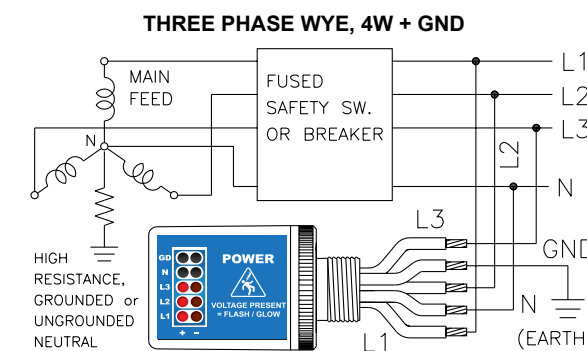 THREE PHASE WYE, 4W + GND
MAIN
FEED
FUSED
SAFETY SW.
OR BREAKER
L1
L2
L3
N
N
L2
L3
GND
N
(EARTH
L1
HIGH
RESISTANCE,
GROUNDED or
UNGROUNDED
NEUTRAL
GD
N
L3
L2
L1
+ −
POWER
VOLTAGE PRESENT
= FLASH / GLOW